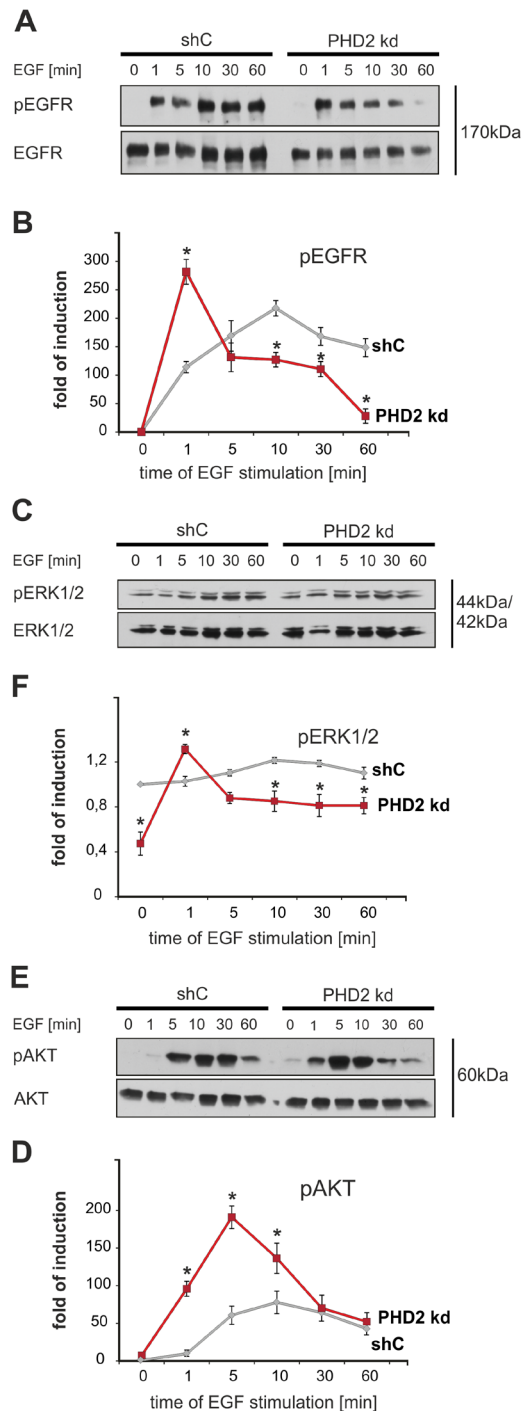 A
shC PHD2 kd
EGF [min] 0 1 5 10 30 60 0 1 5 10 30 60
pEGFR
EGFR
170kDa
B
pEGFR
300
250
200
150
100
50
0
fold of induction
*
*
*
*
shC
PHD2 kd
0 1 5 10 30 60
time of EGF stimulation [min]
C
shC PHD2 kd
EGF [min] 0 1 5 10 30 60 0 1 5 10 30 60
pERK1/2
ERK1/2
44kDa/
42kDa
F
pERK1/2
1,2
0,8
0,4
0
fold of induction
*
*
*
*
*
shC
PHD2 kd
0 1 5 10 30 60
time of EGF stimulation [min]
E
shC PHD2 kd
EGF [min] 0 1 5 10 30 60 0 1 5 10 30 60
pAKT
AKT
60kDa
D
pAKT
200
150
100
50
0
fold of induction
*
*
*
PHD2 kd
shC
0 1 5 10 30 60
time of EGF stimulation [min]